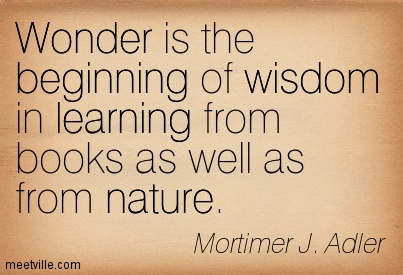 Wonder is the
beginning of wisdom
in learning from
books as well as
from nature.
Mortimer J. Adler
meetville.com